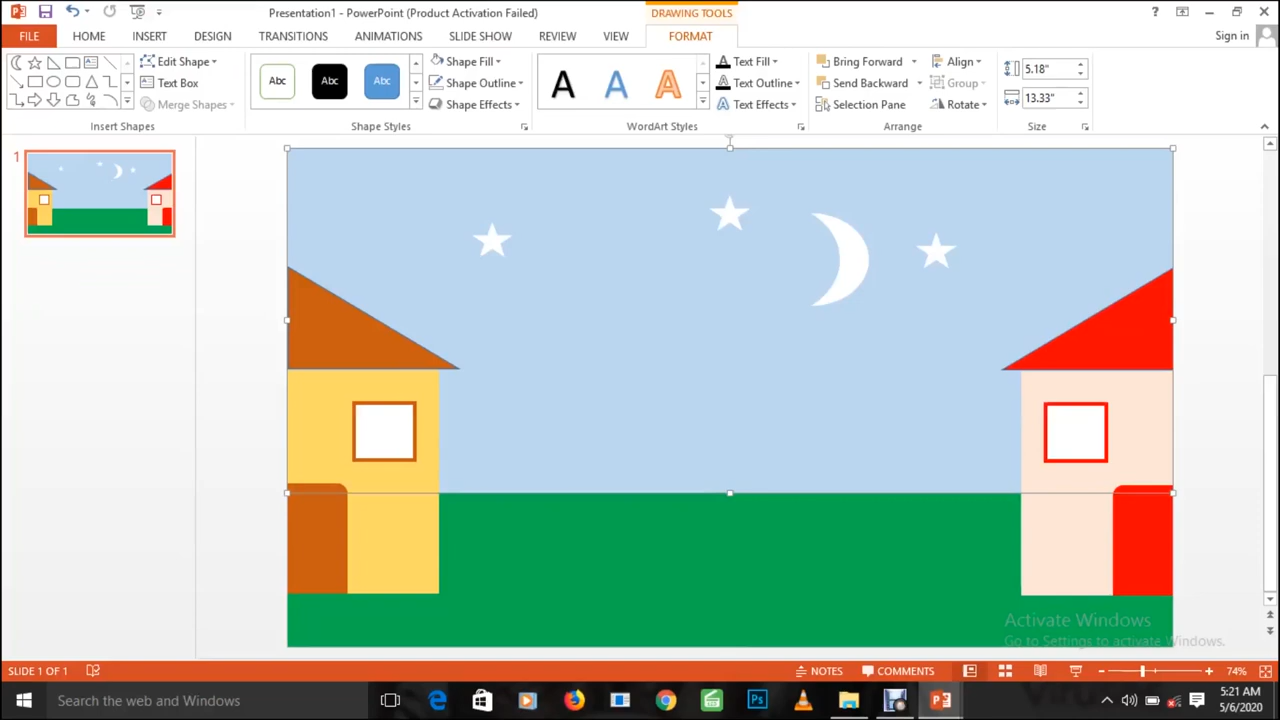 Presentation1 - PowerPoint (Product Activation Failed)
DRAWING TOOLS
?
FILE
HOME
INSERT
DESIGN
TRANSITIONS
ANIMATIONS
SLIDE SHOW
REVIEW
VIEW
FORMAT
Sign in
Edit Shape
Text Box
Merge Shapes
Insert Shapes
Abc
Abc
Abc
Shape Fill
Shape Outline
Shape Effects
Shape Styles
A
A
A
Text Fill
Text Outline
Text Effects
WordArt Styles
Bring Forward
Send Backward
Selection Pane
Align
Group
Rotate
Arrange
5.18"
13.33"
Size
1
Activate Windows
Go to Settings to activate Windows.
SLIDE 1 OF 1
NOTES
COMMENTS
74%
Search the web and Windows
Ps
5:21 AM
5/6/2020